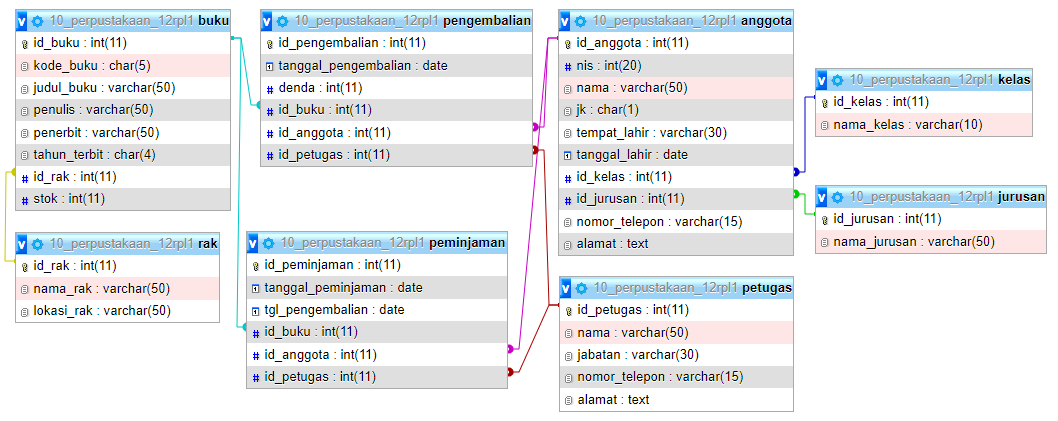 10_perpustakaan_12rpl1 buku
id_buku : int(11)
kode_buku : char(5)
judul_buku : varchar(50)
penulis : varchar(50)
penerbit : varchar(50)
tahun_terbit : char(4)
id_rak : int(11)
stok : int(11)
10_perpustakaan_12rpl1 rak
id_rak : int(11)
nama_rak : varchar(50)
lokasi_rak : varchar(50)
10_perpustakaan_12rpl1 pengembalian
id_pengembalian : int(11)
tanggal_pengembalian : date
denda : int(11)
id_buku : int(11)
id_anggota : int(11)
id_petugas : int(11)
10_perpustakaan_12rpl1 peminjaman
id_peminjaman : int(11)
tanggal_peminjaman : date
tgl_pengembalian : date
id_buku : int(11)
id_anggota : int(11)
id_petugas : int(11)
10_perpustakaan_12rpl1 anggota
id_anggota : int(11)
nis : int(20)
nama : varchar(50)
jk : char(1)
tempat_lahir : varchar(30)
tanggal_lahir : date
id_kelas : int(11)
id_jurusan : int(11)
nomor_telepon : varchar(15)
alamat : text
10_perpustakaan_12rpl1 petugas
id_petugas : int(11)
nama : varchar(50)
jabatan : varchar(30)
nomor_telepon : varchar(15)
alamat : text
10_perpustakaan_12rpl1 kelas
id_kelas : int(11)
nama_kelas : varchar(10)
10_perpustakaan_12rpl1 jurusan
id_jurusan : int(11)
nama_jurusan : varchar(50)